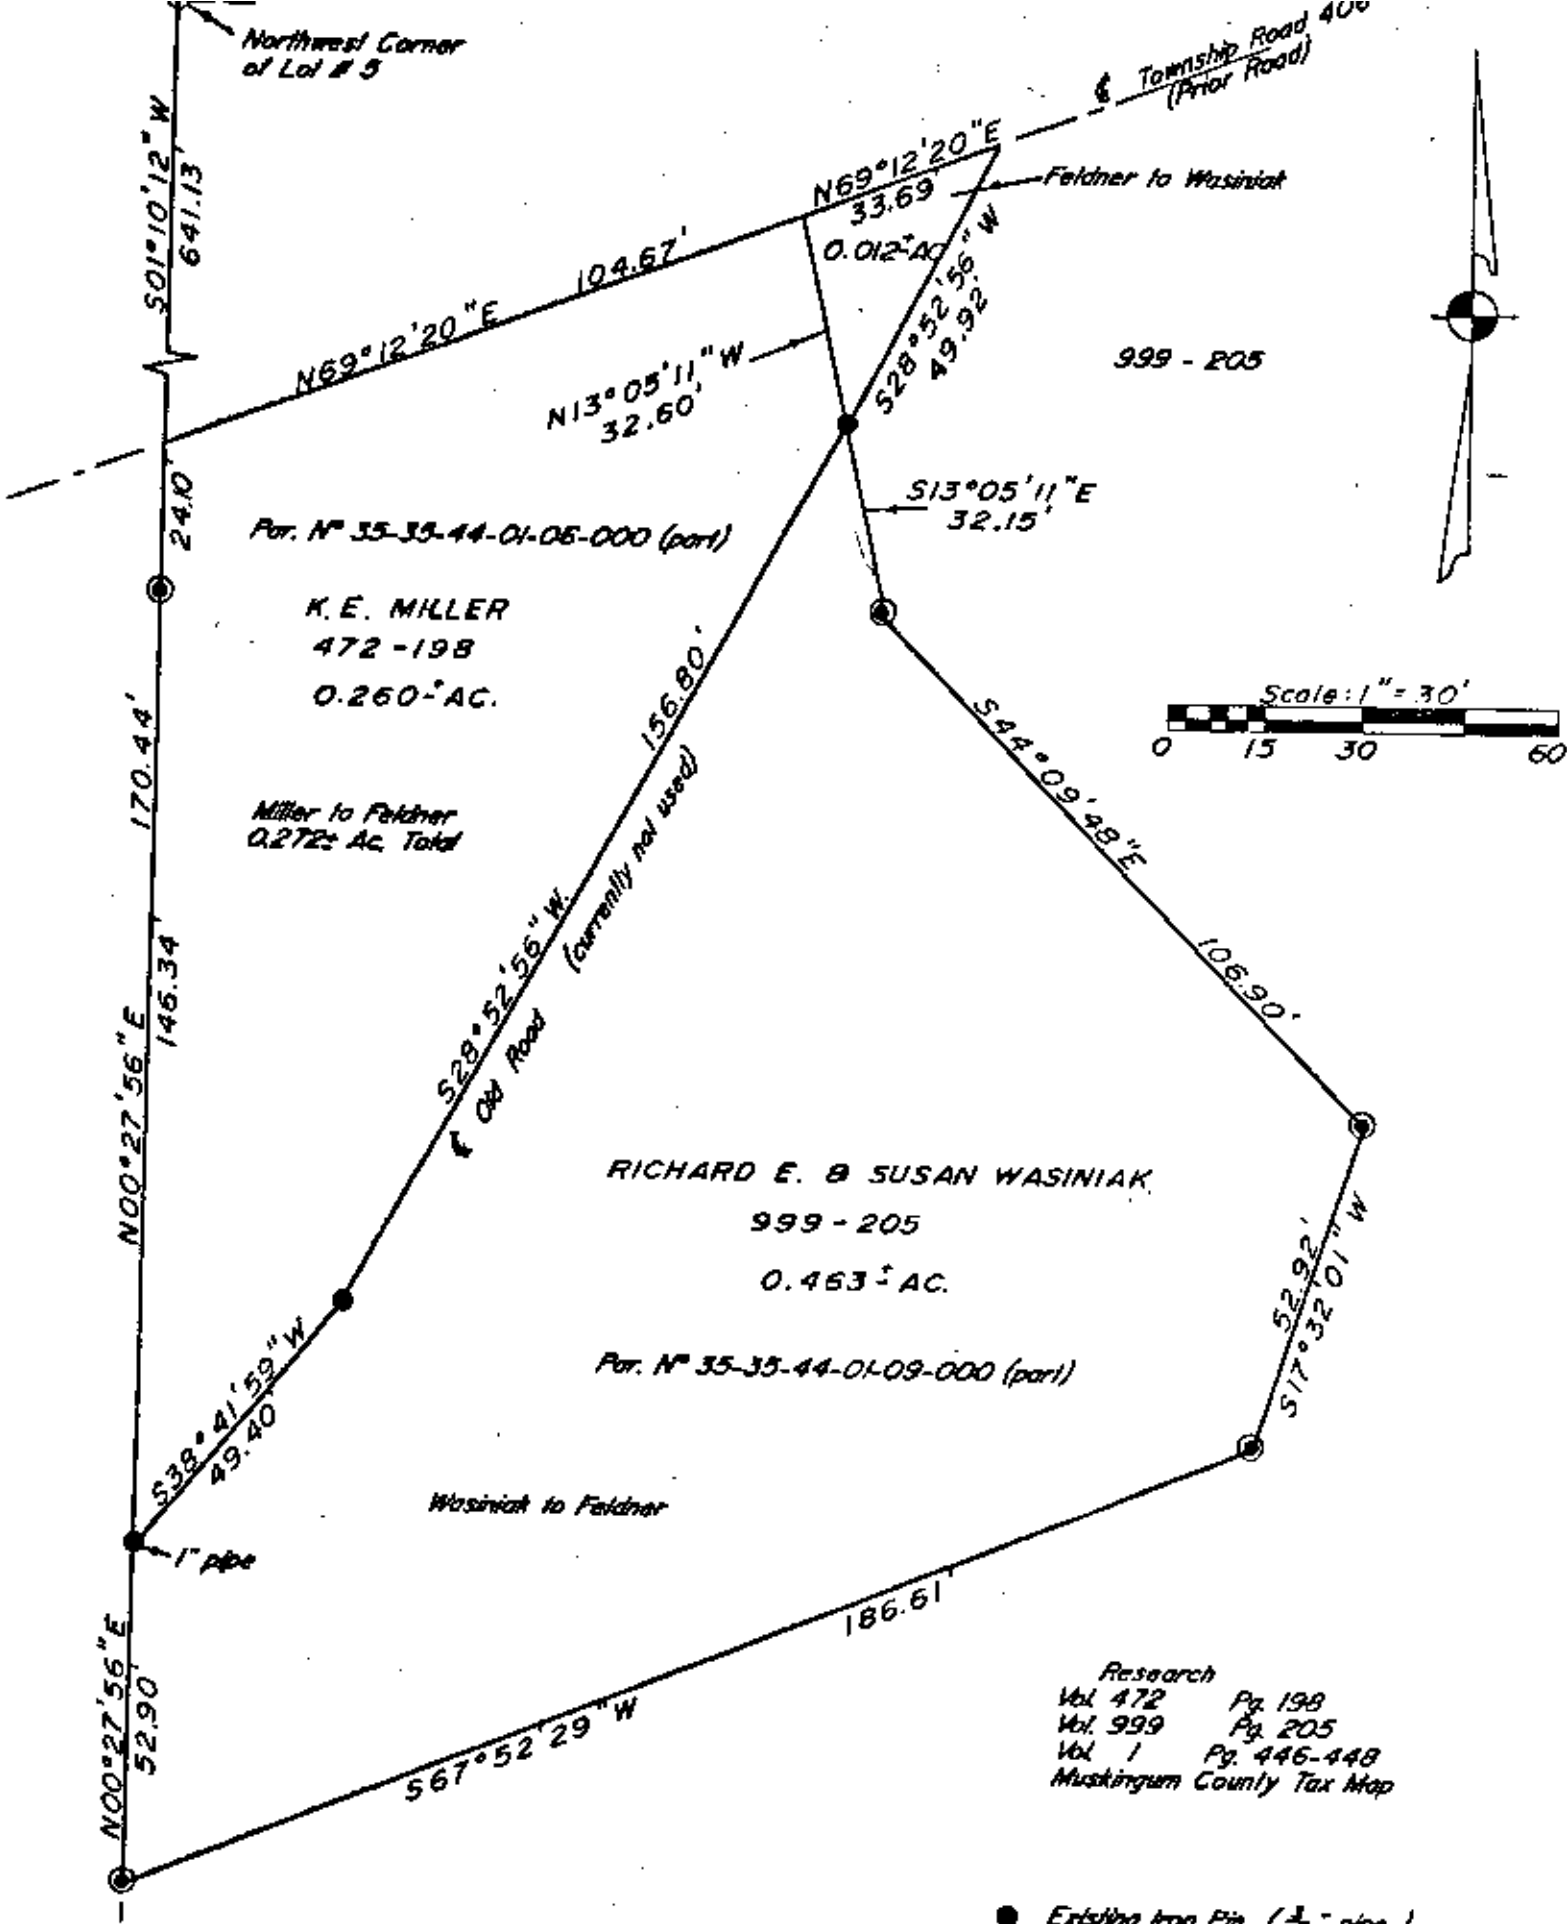 Northwest Corner
of Lot # 5
Township Road 406
(Prior Road)
S01°10'12"W
641.13'
N69°12'20"E
33.69'
Feldner to Wasiniak
0.012± AC
104.67'
N69°12'20"E
S28°52'56"W
49.92'
N13°05'11"W
32.60'
999 - 205
24.10'
S13°05'11"E
32.15'
Par. Nº 35-35-44-01-06-000 (part)
K. E. MILLER
472 - 198
0.260± AC.
Scale: 1" = 30'
0 15 30 60
170.44'
156.80'
S44°09'48"E
Miller to Feldner
0.272± Ac. Total
(currently not used)
146.34'
N00°27'56"E
S28°52'56"W.
℄ Old Road
106.90'
RICHARD E. & SUSAN WASINIAK
999 - 205
0.463± AC.
52.92'
S17°32'01"W
Par. Nº 35-35-44-01-09-000 (part)
S38°41'59"W
49.40'
Wasiniak to Feldner
1" pipe
186.61'
N00°27'56"E
52.90'
S67°52'29"W
Research
Vol. 472 Pg. 198
Vol. 999 Pg. 205
Vol. 1 Pg. 446-448
Muskingum County Tax Map
Existing Iron Pin